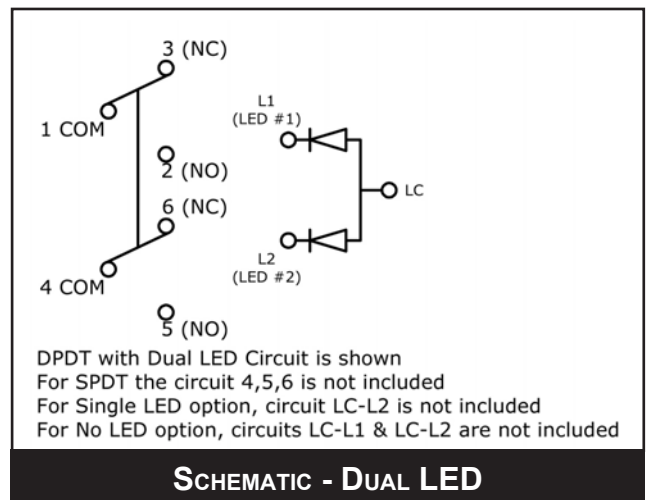 3 (NC)
1 COM
2 (NO)
6 (NC)
4 COM
5 (NO)
L1
(LED #1)
LC
L2
(LED #2)
DPDT with Dual LED Circuit is shown
For SPDT the circuit 4,5,6 is not included
For Single LED option, circuit LC-L2 is not included
For No LED option, circuits LC-L1 & LC-L2 are not included
SCHEMATIC - DUAL LED